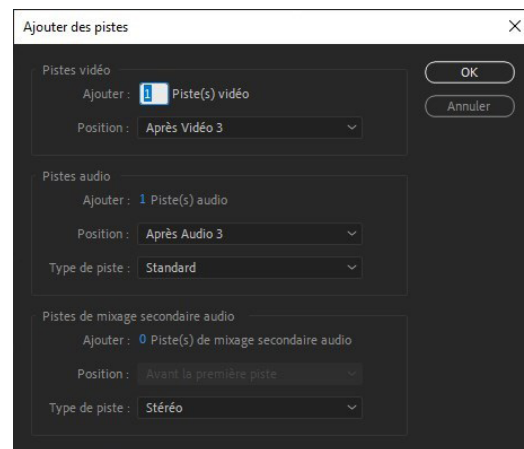 Ajouter des pistes
Pistes vidéo
Ajouter : 1 Piste(s) vidéo
Position : Après Vidéo 3
OK
Annuler
Pistes audio
Ajouter : 1 Piste(s) audio
Position : Après Audio 3
Type de piste : Standard
Pistes de mixage secondaire audio
Ajouter : 0 Piste(s) de mixage secondaire audio
Position : Avant la première piste
Type de piste : Stéréo